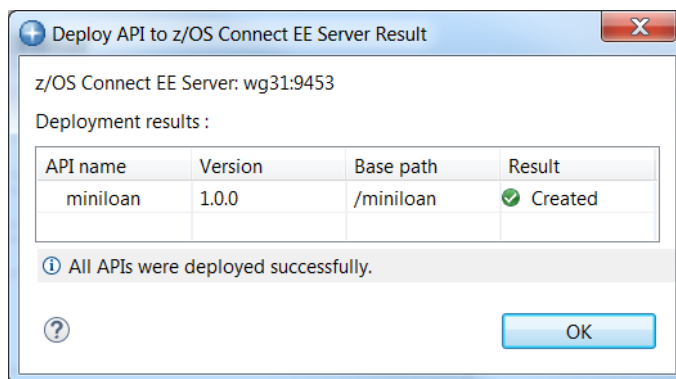 Deploy API to z/OS Connect EE Server Result
z/OS Connect EE Server: wg31:9453
Deployment results :
API name Version Base path Result
miniloan 1.0.0 /miniloan Created
All APIs were deployed successfully.
OK